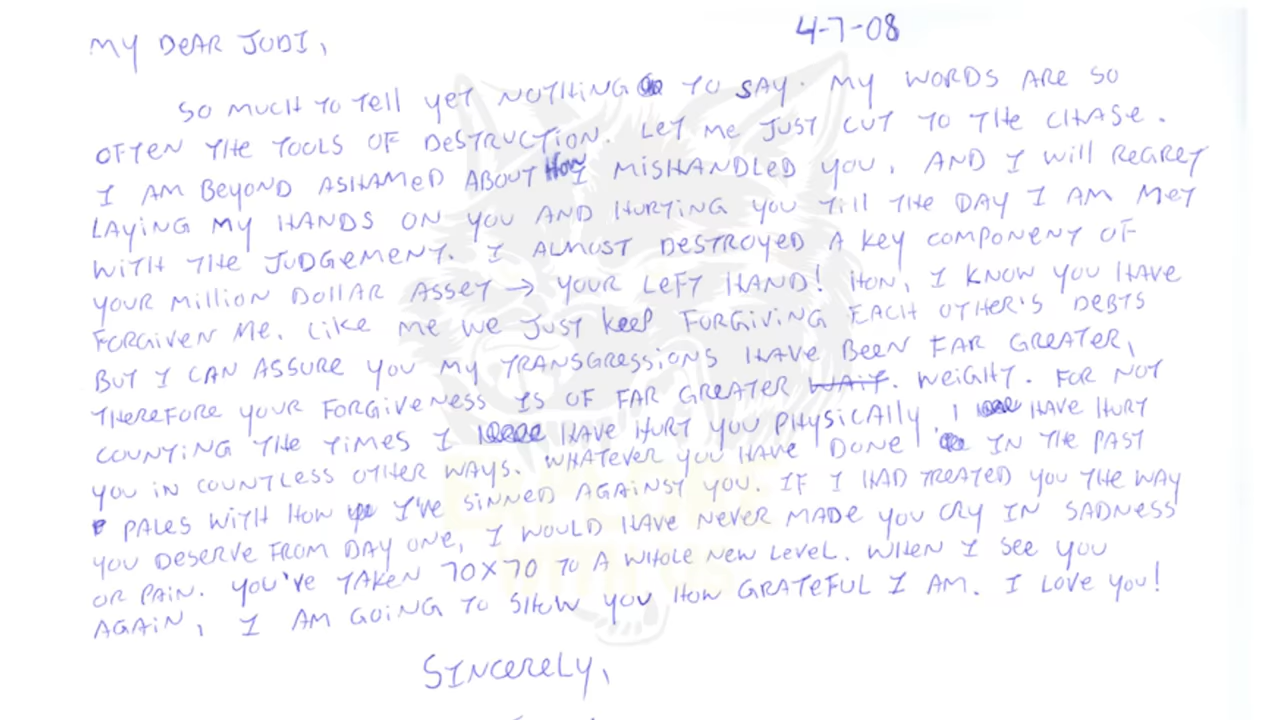 MY DEAR JUDI,
4-7-08
SO MUCH TO TELL YET NOTHING TO SAY. MY WORDS ARE SO
OFTEN THE TOOLS OF DESTRUCTION. LET ME JUST CUT TO THE CHASE.
I AM BEYOND ASHAMED ABOUT HOW I MISHANDLED YOU, AND I WILL REGRET
LAYING MY HANDS ON YOU AND HURTING YOU TILL THE DAY I AM MET
WITH THE JUDGEMENT. I ALMOST DESTROYED A KEY COMPONENT OF
YOUR MILLION DOLLAR ASSET → YOUR LEFT HAND! HON, I KNOW YOU HAVE
FORGIVEN ME. LIKE ME WE JUST KEEP FORGIVING EACH OTHER'S DEBTS
BUT I CAN ASSURE YOU MY TRANSGRESSIONS HAVE BEEN FAR GREATER,
THEREFORE YOUR FORGIVENESS IS OF FAR GREATER WAIT. WEIGHT. FOR NOT
COUNTING THE TIMES I HAVE HURT YOU PHYSICALLY, I HAVE HURT
YOU IN COUNTLESS OTHER WAYS. WHATEVER YOU HAVE DONE IN THE PAST
PALES WITH HOW I'VE SINNED AGAINST YOU. IF I HAD TREATED YOU THE WAY
YOU DESERVE FROM DAY ONE, I WOULD HAVE NEVER MADE YOU CRY IN SADNESS
OR PAIN. YOU'VE TAKEN 70X70 TO A WHOLE NEW LEVEL. WHEN I SEE YOU
AGAIN, I AM GOING TO SHOW YOU HOW GRATEFUL I AM. I LOVE YOU!
SINCERELY,